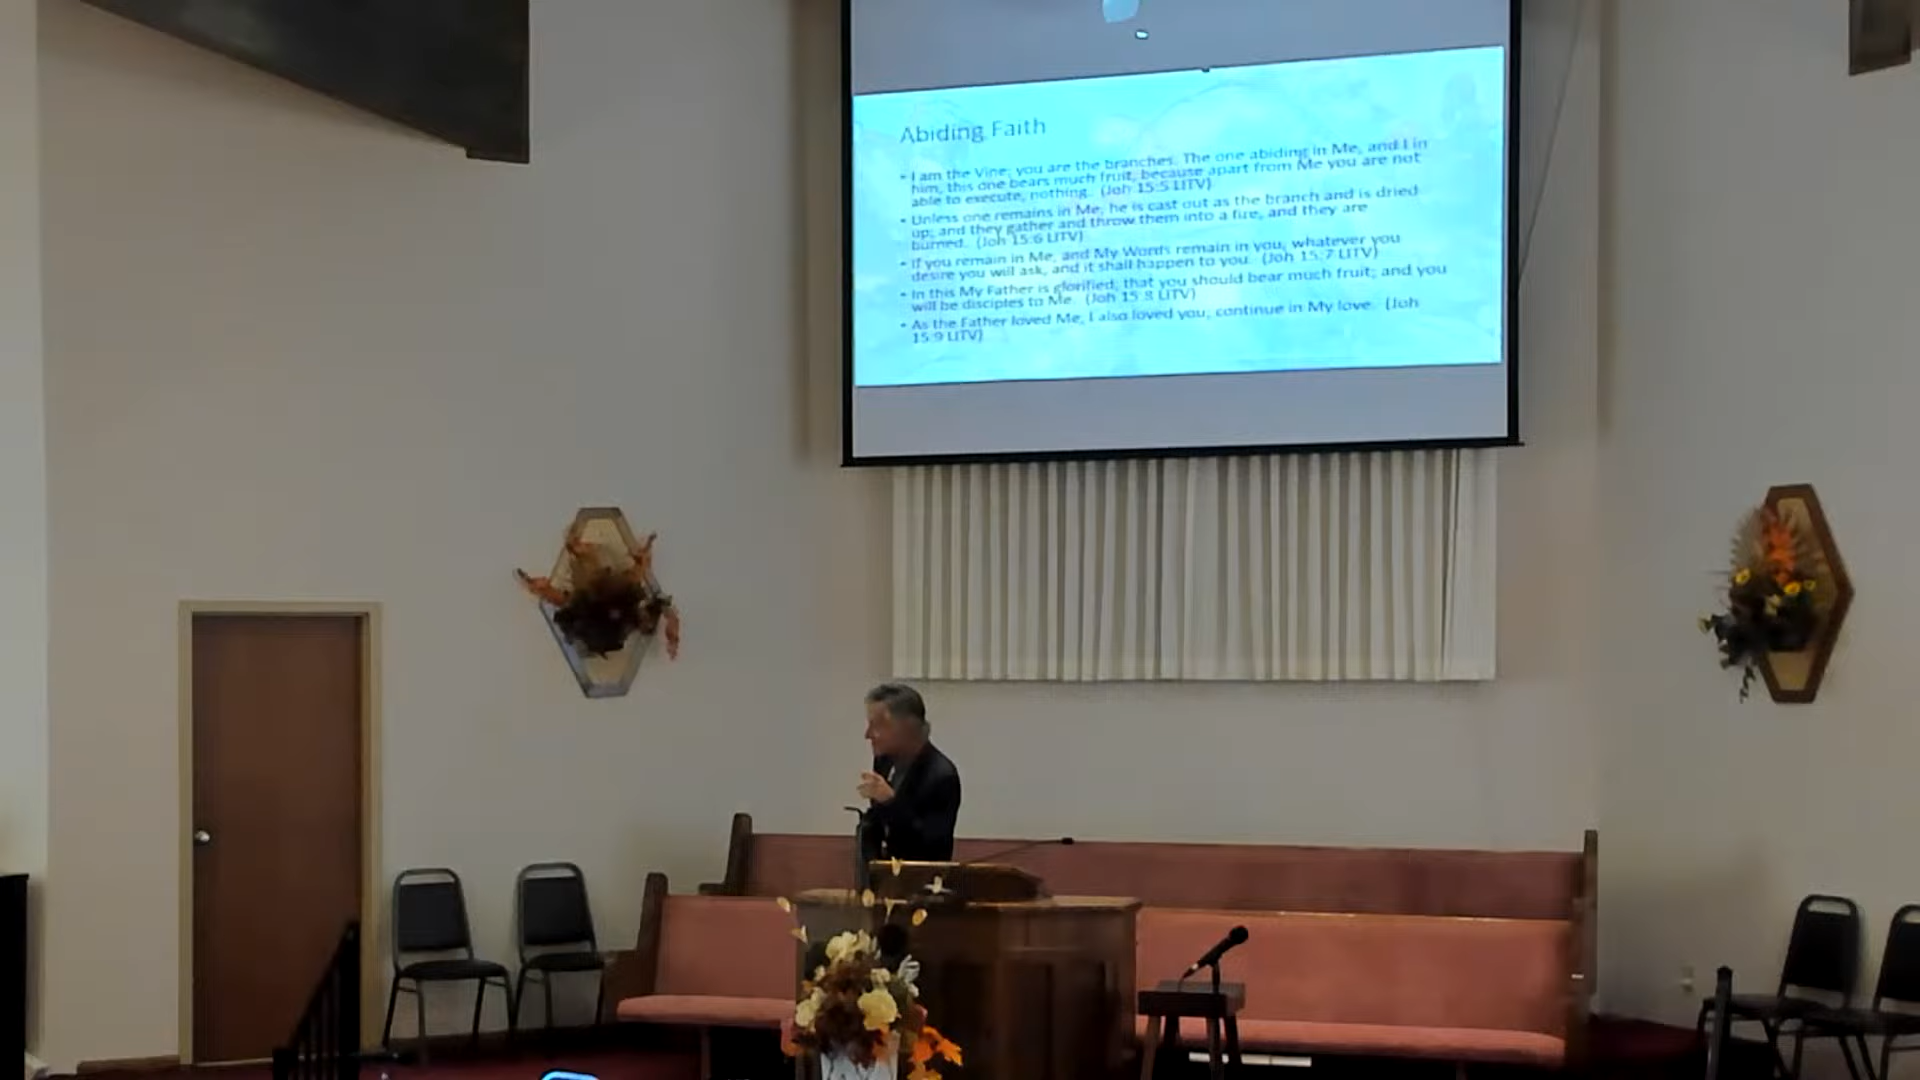 Abiding Faith
• I am the Vine; you are the branches. The one abiding in Me, and I in
him, this one bears much fruit, because apart from Me you are not
able to execute, nothing. (Joh 15:5 LITV)
• Unless one remains in Me, he is cast out as the branch and is dried
up; and they gather and throw them into a fire, and they are
burned. (Joh 15:6 LITV)
• If you remain in Me, and My Words remain in you, whatever you
desire you will ask, and it shall happen to you. (Joh 15:7 LITV)
• In this My Father is glorified, that you should bear much fruit; and you
will be disciples to Me. (Joh 15:8 LITV)
• As the Father loved Me, I also loved you; continue in My love. (Joh
15:9 LITV)